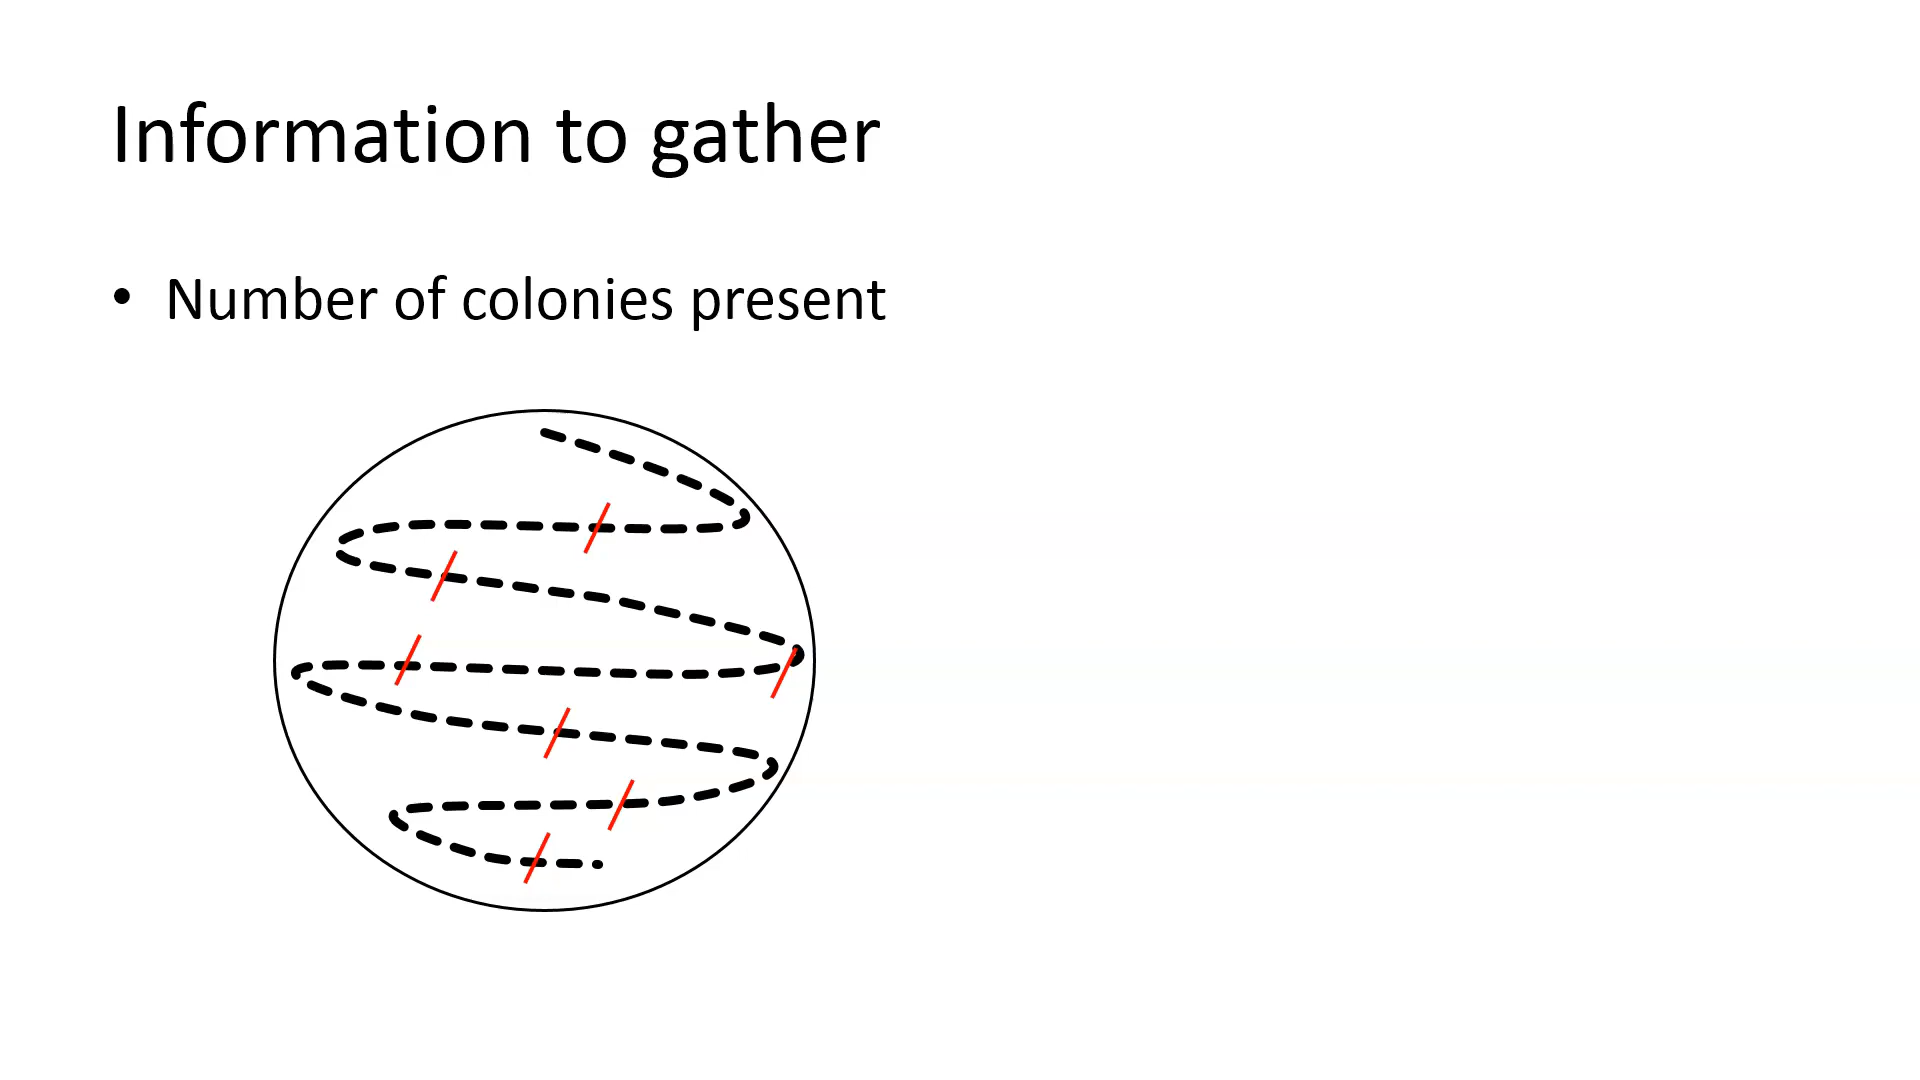 Information to gather
• Number of colonies present